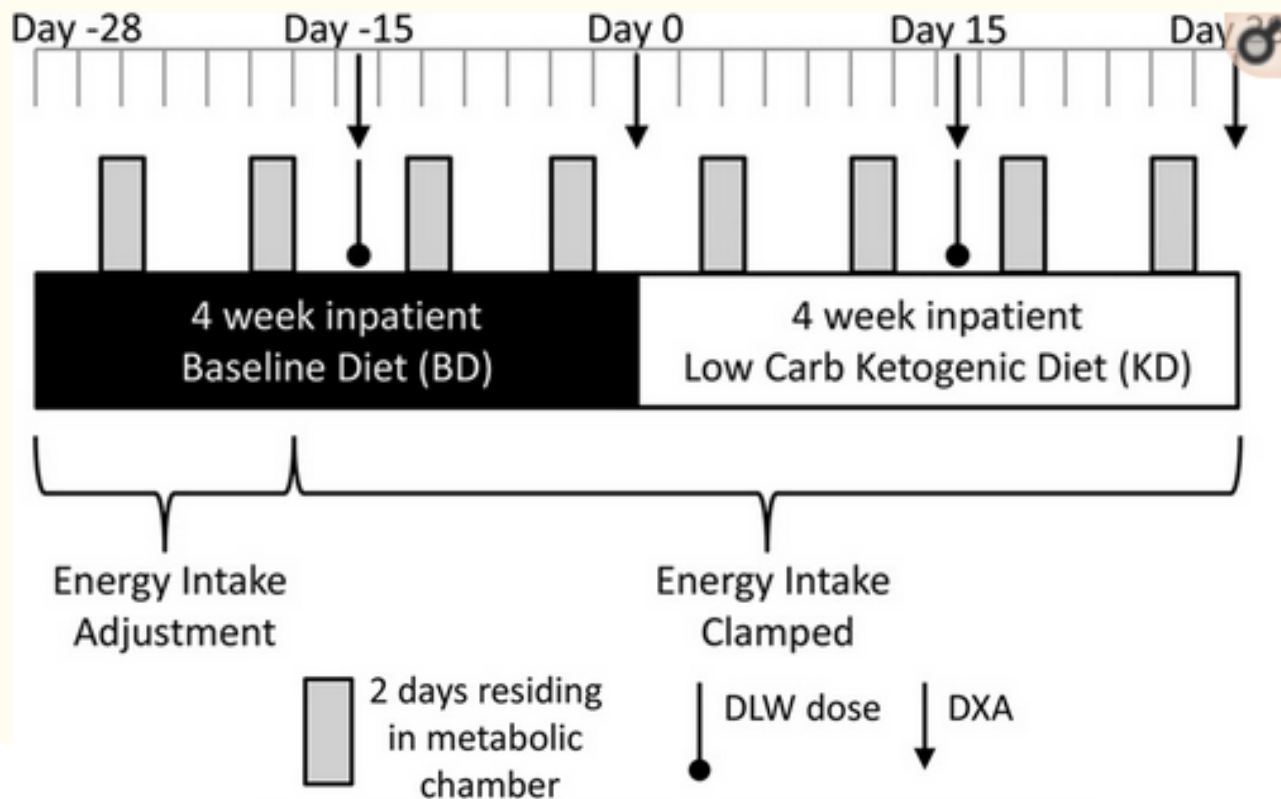 Day -28 Day -15 Day 0 Day 15 Day
4 week inpatient
Baseline Diet (BD)
4 week inpatient
Low Carb Ketogenic Diet (KD)
Energy Intake
Adjustment
Energy Intake
Clamped
2 days residing
in metabolic
chamber
DLW dose
DXA